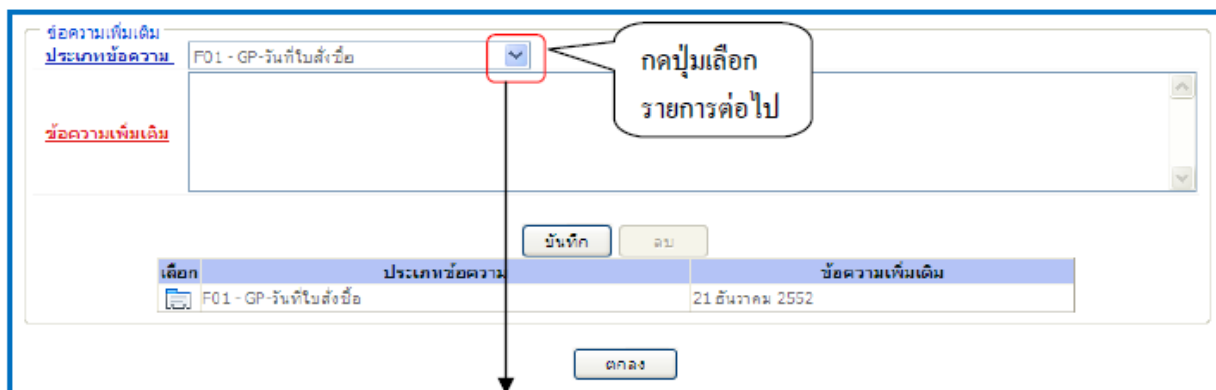 ข้อความเพิ่มเติม
ประเภทข้อความ F01 - GP-วันที่ใบสั่งซื้อ
กดปุ่มเลือก
รายการต่อไป
ข้อความเพิ่มเติม
บันทึก ลบ
เลือก ประเภทข้อความ ข้อความเพิ่มเติม
F01 - GP-วันที่ใบสั่งซื้อ 21 ธันวาคม 2552
ตกลง